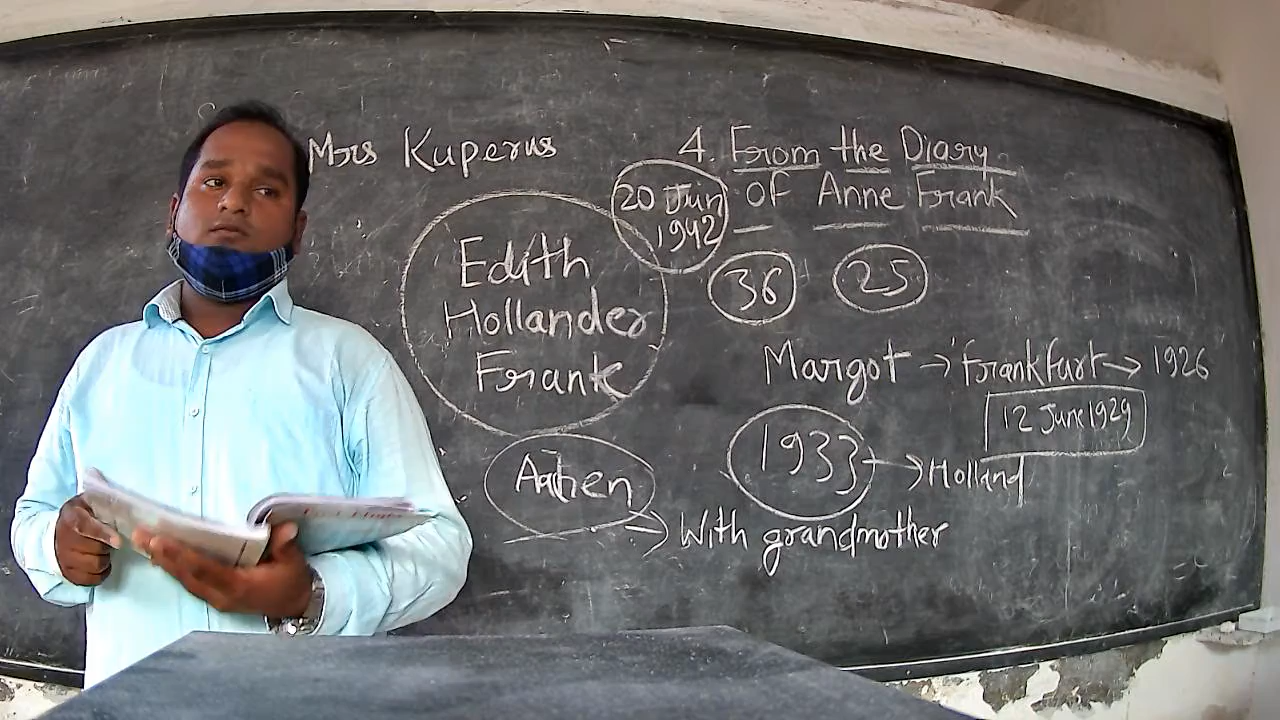 Mrs Kuperus
4. From the Diary
of Anne Frank
20 Jun
1942
36
25
Edith
Hollander
Frank
Margot → Frankfurt → 1926
12 June 1929
1933 → Holland
Aachen
→ With grandmother